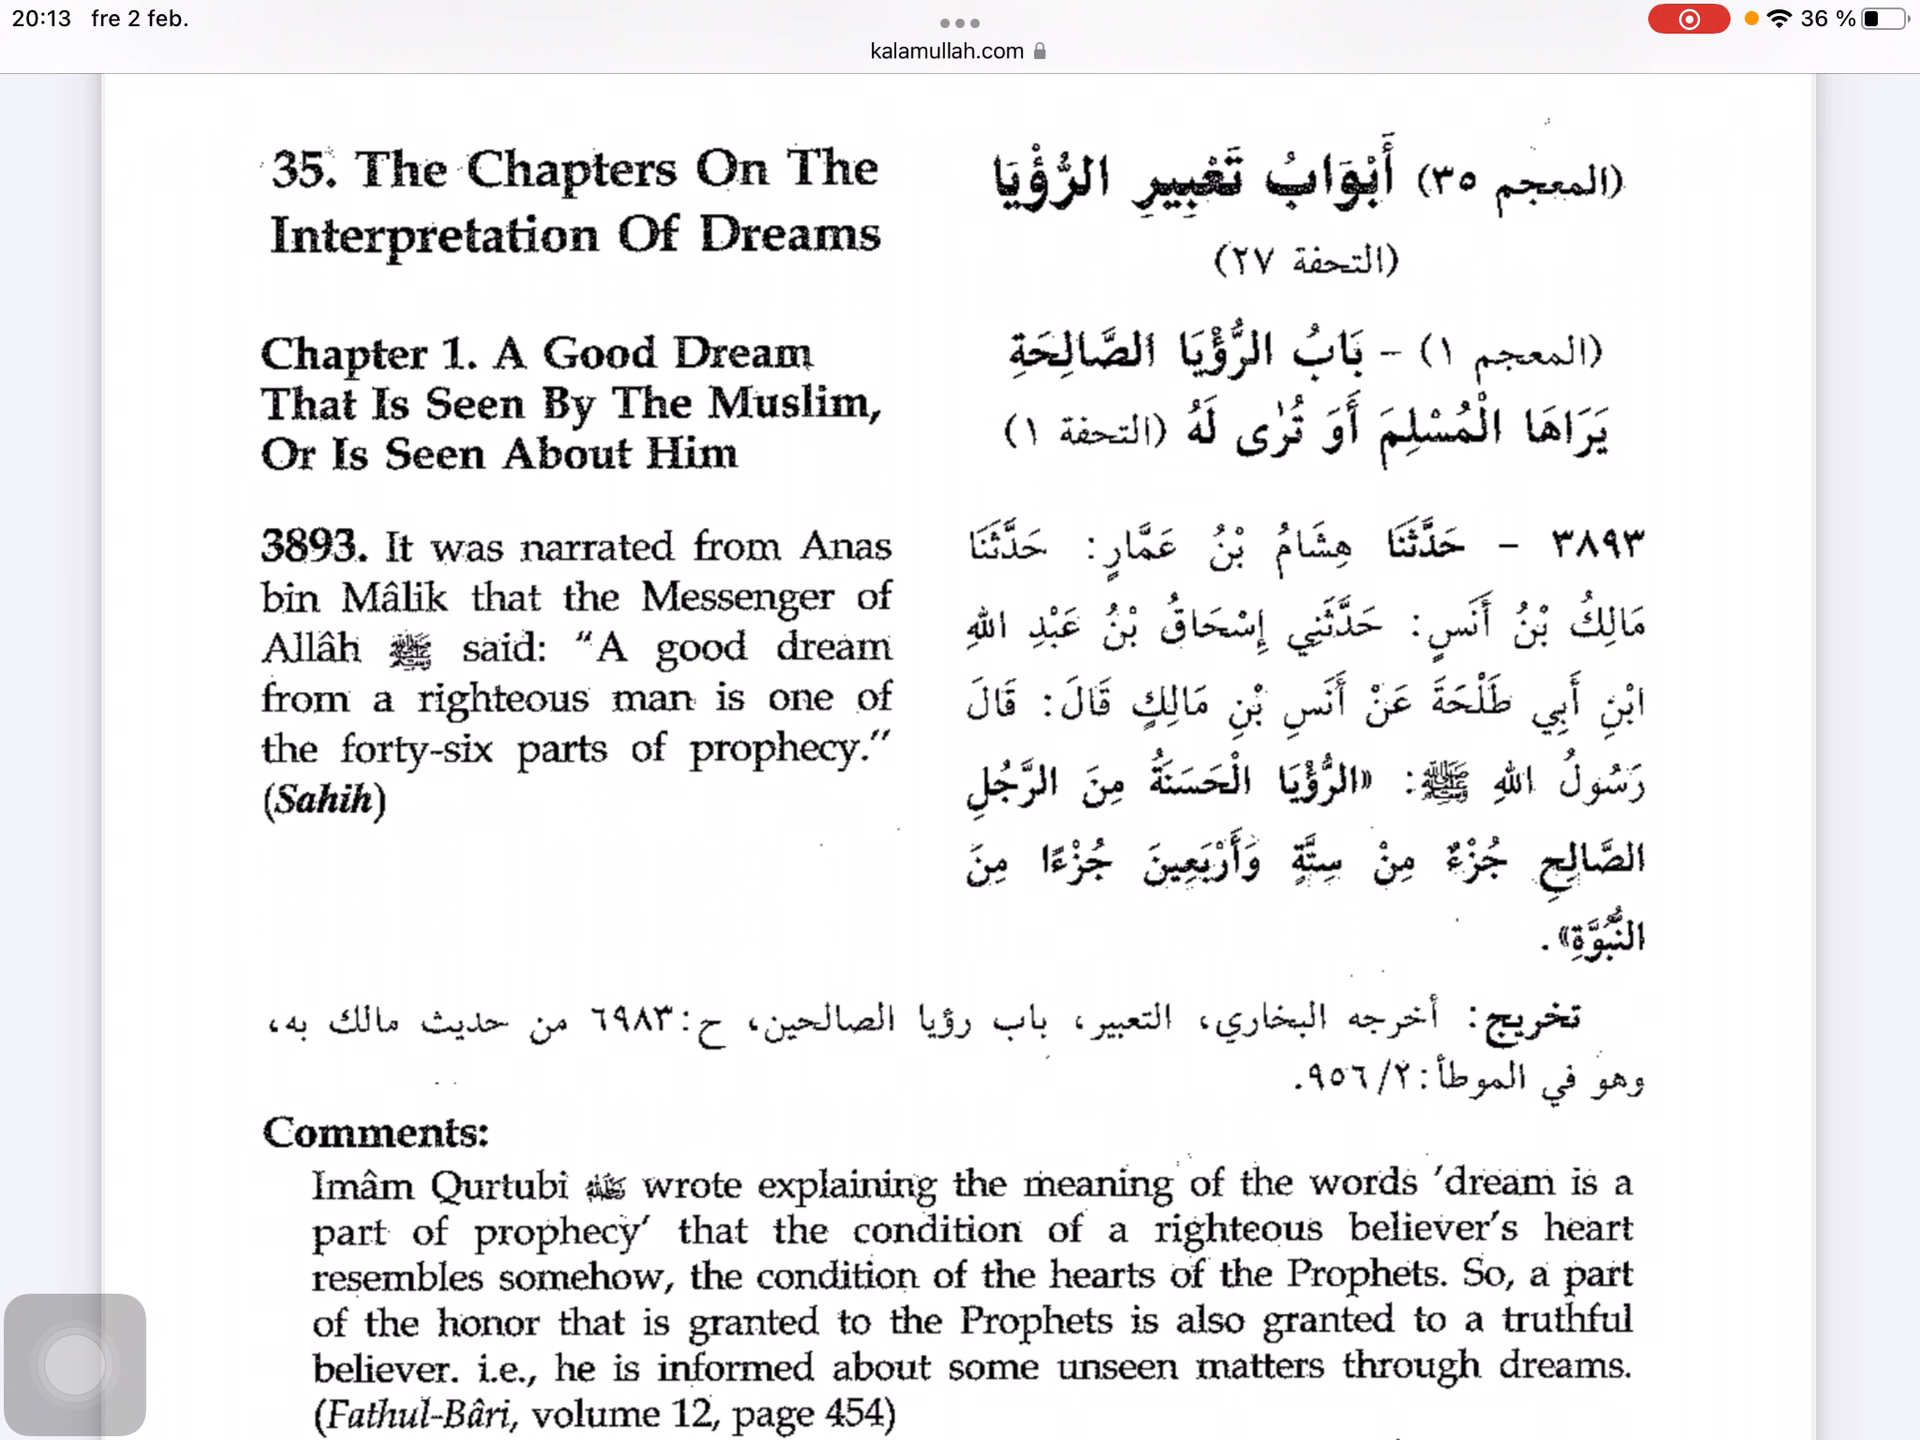 20:13 fre 2 feb.
36 %
kalamullah.com
35. The Chapters On The
Interpretation Of Dreams
(المعجم ٣٥) أَبْوَابُ تَعْبِيرِ الرُّؤْيَا
(التحفة ٢٧)
Chapter 1. A Good Dream
That Is Seen By The Muslim,
Or Is Seen About Him
(المعجم ١) - بَابُ الرُّؤْيَا الصَّالِحَةِ
يَرَاهَا الْمُسْلِمَ أَوَ تُرٰى لَهُ (التحفة ١)
3893. It was narrated from Anas
bin Mâlik that the Messenger of
Allâh ﷺ said: “A good dream
from a righteous man is one of
the forty-six parts of prophecy.”
(Sahih)
٣٨٩٣ - حَدَّثَنَا هِشَامُ بْنُ عَمَّارٍ: حَدَّثَنَا
مَالِكُ بْنُ أَنَسٍ: حَدَّثَنِي إِسْحَاقُ بْنُ عَبْدِ اللهِ
ابْنِ أَبِي طَلْحَةَ عَنْ أَنَسِ بْنِ مَالِكٍ قَالَ: قَالَ
رَسُولُ اللهِ ﷺ: «الرُّؤْيَا الْحَسَنَةُ مِنَ الرَّجُلِ
الصَّالِحِ جُزْءٌ مِنْ سِتَّةٍ وَأَرْبَعِينَ جُزْءًا مِنَ
النُّبُوَّةِ».
تخريج: أخرجه البخاري، التعبير، باب رؤيا الصالحين، ح:٦٩٨٣ من حديث مالك به،
وهو في الموطأ:٢/ ٩٥٦.
Comments:
Imâm Qurtubi wrote explaining the meaning of the words ‘dream is a
part of prophecy’ that the condition of a righteous believer’s heart
resembles somehow, the condition of the hearts of the Prophets. So, a part
of the honor that is granted to the Prophets is also granted to a truthful
believer. i.e., he is informed about some unseen matters through dreams.
(Fathul-Bâri, volume 12, page 454)